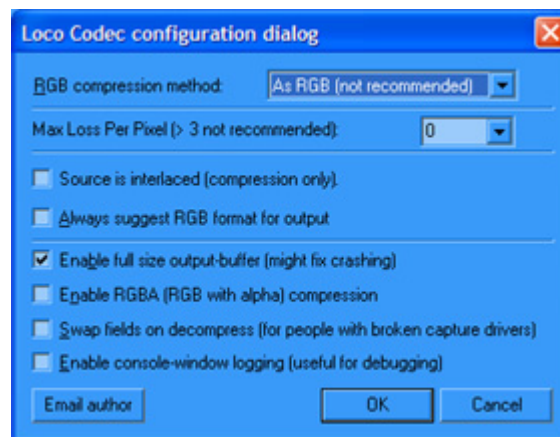 Loco Codec configuration dialog
RGB compression method: As RGB (not recommended)
Max Loss Per Pixel (> 3 not recommended): 0
Source is interlaced (compression only).
Always suggest RGB format for output
Enable full size output-buffer (might fix crashing)
Enable RGBA (RGB with alpha) compression
Swap fields on decompress (for people with broken capture drivers)
Enable console-window logging (useful for debugging)
Email author OK Cancel